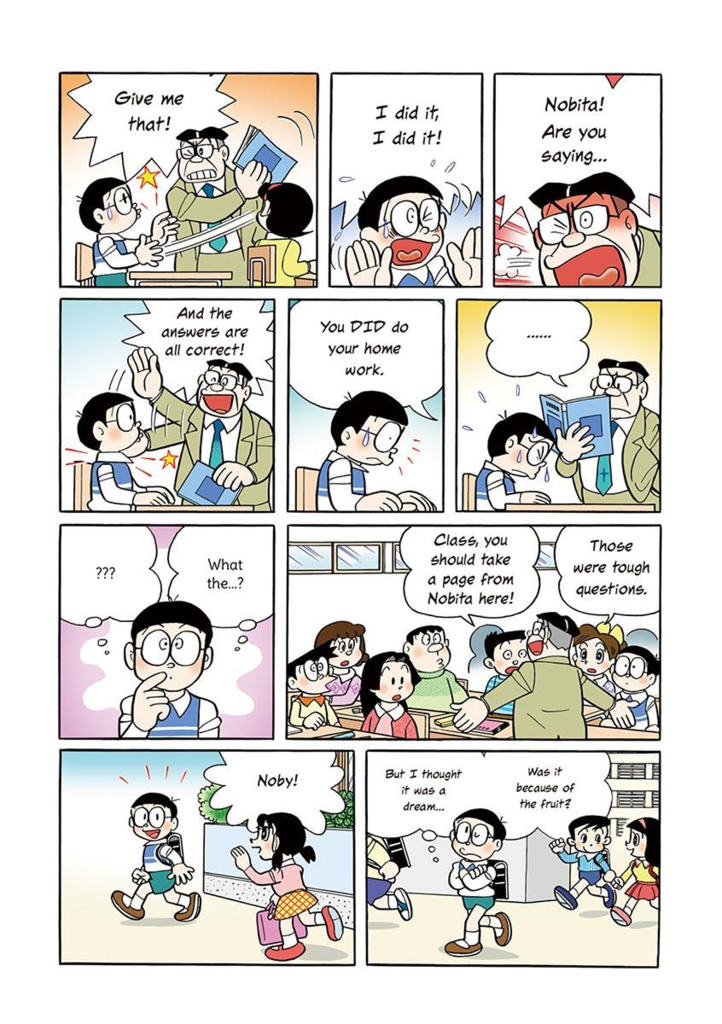 Nobita!
Are you
saying...
I did it,
I did it!
Give me
that!
......
You DID do
your home
work.
And the
answers are
all correct!
Those
were tough
questions.
Class, you
should take
a page from
Nobita here!
What
the...?
???
Was it
because of
the fruit?
But I thought
it was a
dream...
Noby!